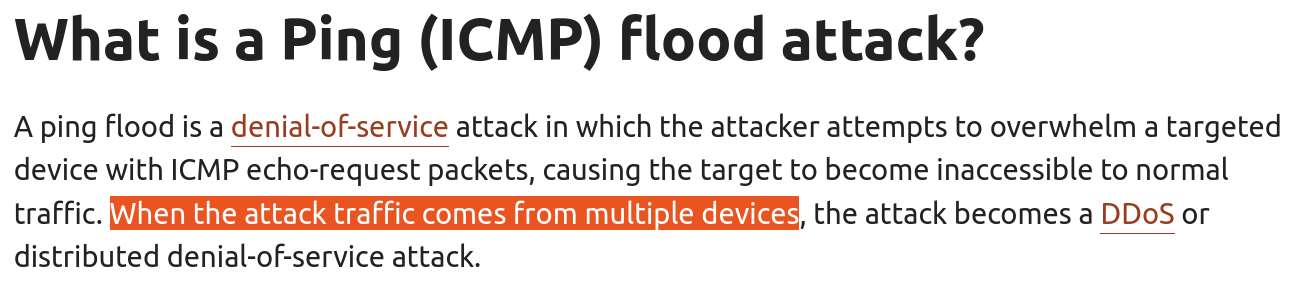 What is a Ping (ICMP) flood attack?
A ping flood is a denial-of-service attack in which the attacker attempts to overwhelm a targeted
device with ICMP echo-request packets, causing the target to become inaccessible to normal
traffic. When the attack traffic comes from multiple devices, the attack becomes a DDoS or
distributed denial-of-service attack.